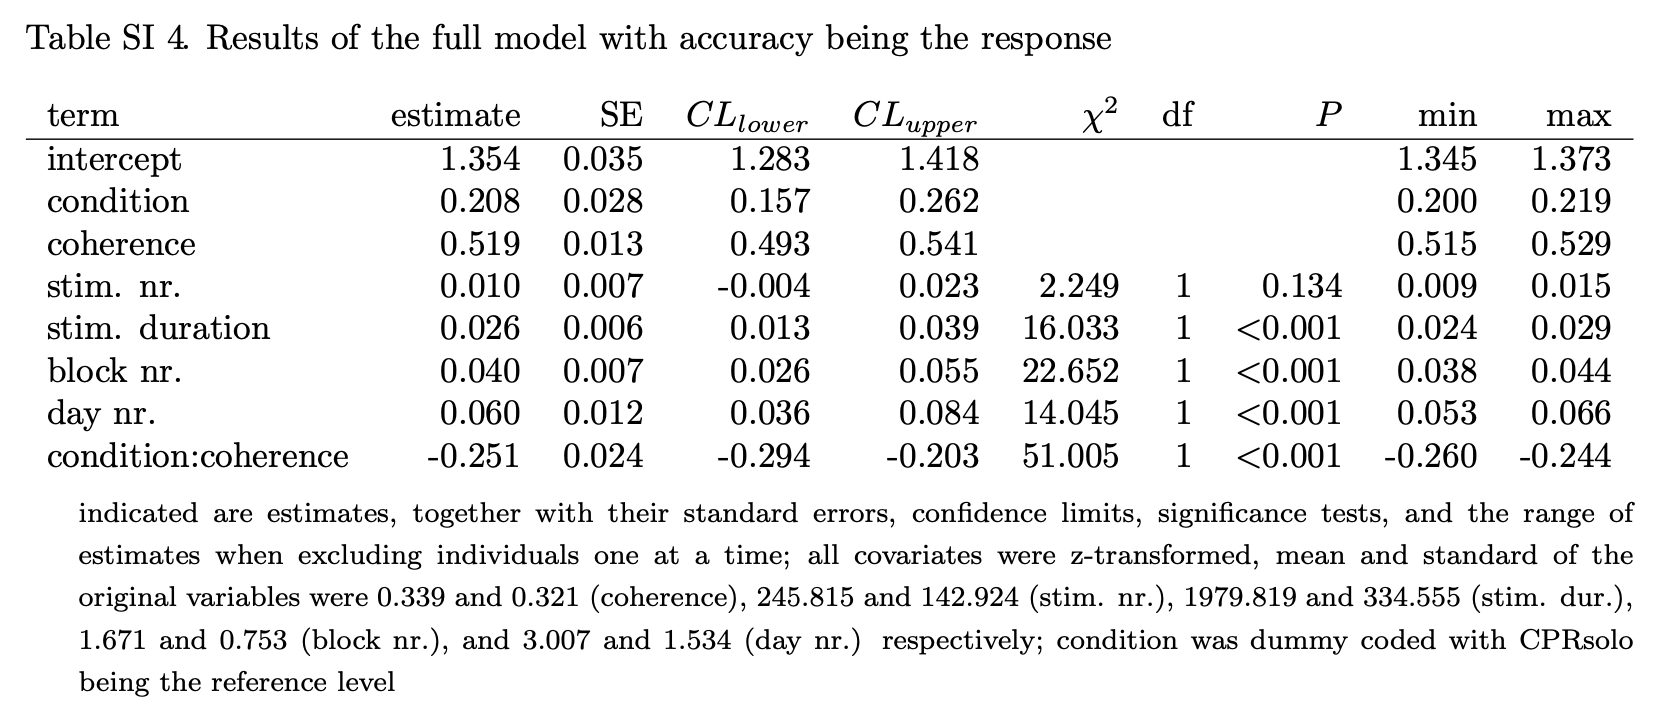 Table SI 4. Results of the full model with accuracy being the response
term estimate SE CL_lower CL_upper χ² df P min max
intercept 1.354 0.035 1.283 1.418 1.345 1.373
condition 0.208 0.028 0.157 0.262 0.200 0.219
coherence 0.519 0.013 0.493 0.541 0.515 0.529
stim. nr. 0.010 0.007 -0.004 0.023 2.249 1 0.134 0.009 0.015
stim. duration 0.026 0.006 0.013 0.039 16.033 1 <0.001 0.024 0.029
block nr. 0.040 0.007 0.026 0.055 22.652 1 <0.001 0.038 0.044
day nr. 0.060 0.012 0.036 0.084 14.045 1 <0.001 0.053 0.066
condition:coherence -0.251 0.024 -0.294 -0.203 51.005 1 <0.001 -0.260 -0.244
indicated are estimates, together with their standard errors, confidence limits, significance tests, and the range of
estimates when excluding individuals one at a time; all covariates were z-transformed, mean and standard of the
original variables were 0.339 and 0.321 (coherence), 245.815 and 142.924 (stim. nr.), 1979.819 and 334.555 (stim. dur.),
1.671 and 0.753 (block nr.), and 3.007 and 1.534 (day nr.) respectively; condition was dummy coded with CPRsolo
being the reference level